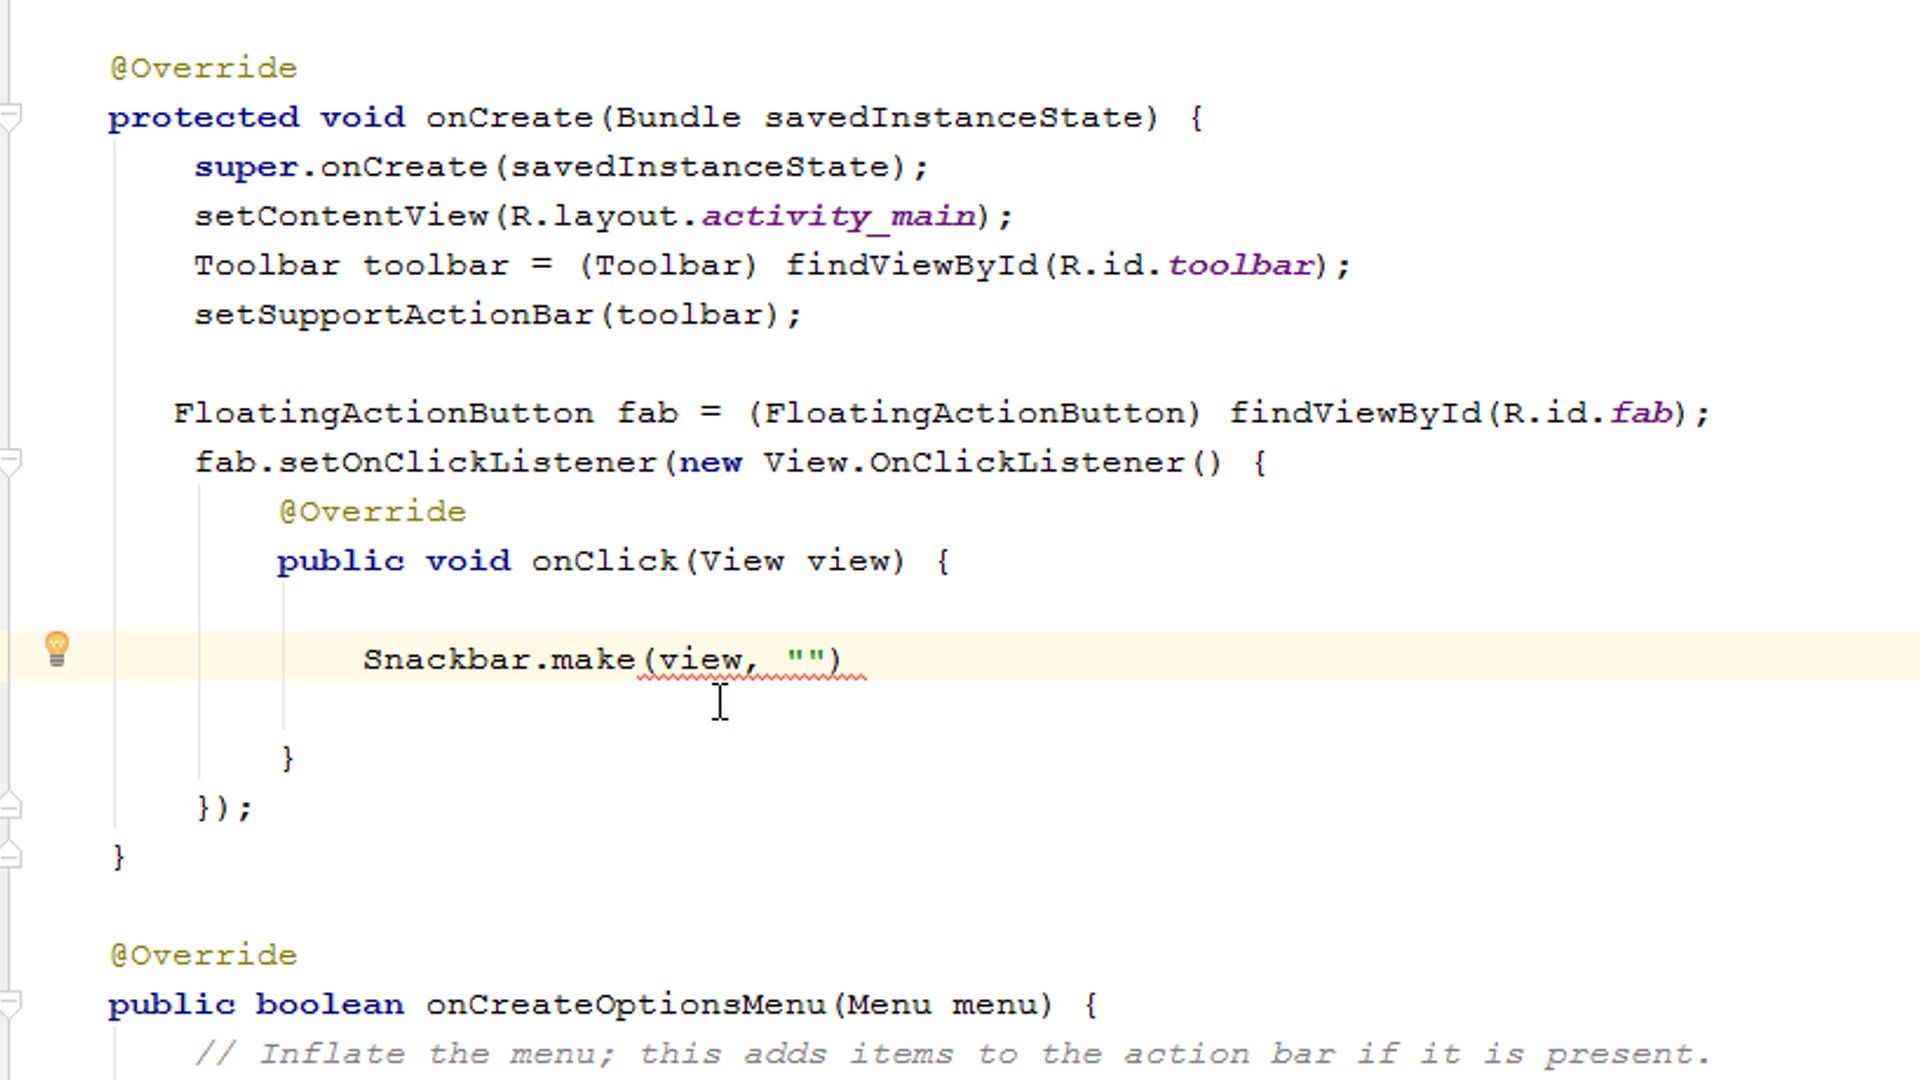 @Override
protected void onCreate(Bundle savedInstanceState) {
super.onCreate(savedInstanceState);
setContentView(R.layout.activity_main);
Toolbar toolbar = (Toolbar) findViewById(R.id.toolbar);
setSupportActionBar(toolbar);
FloatingActionButton fab = (FloatingActionButton) findViewById(R.id.fab);
fab.setOnClickListener(new View.OnClickListener() {
@Override
public void onClick(View view) {
Snackbar.make(view, "")
}
});
}
@Override
public boolean onCreateOptionsMenu(Menu menu) {
// Inflate the menu; this adds items to the action bar if it is present.